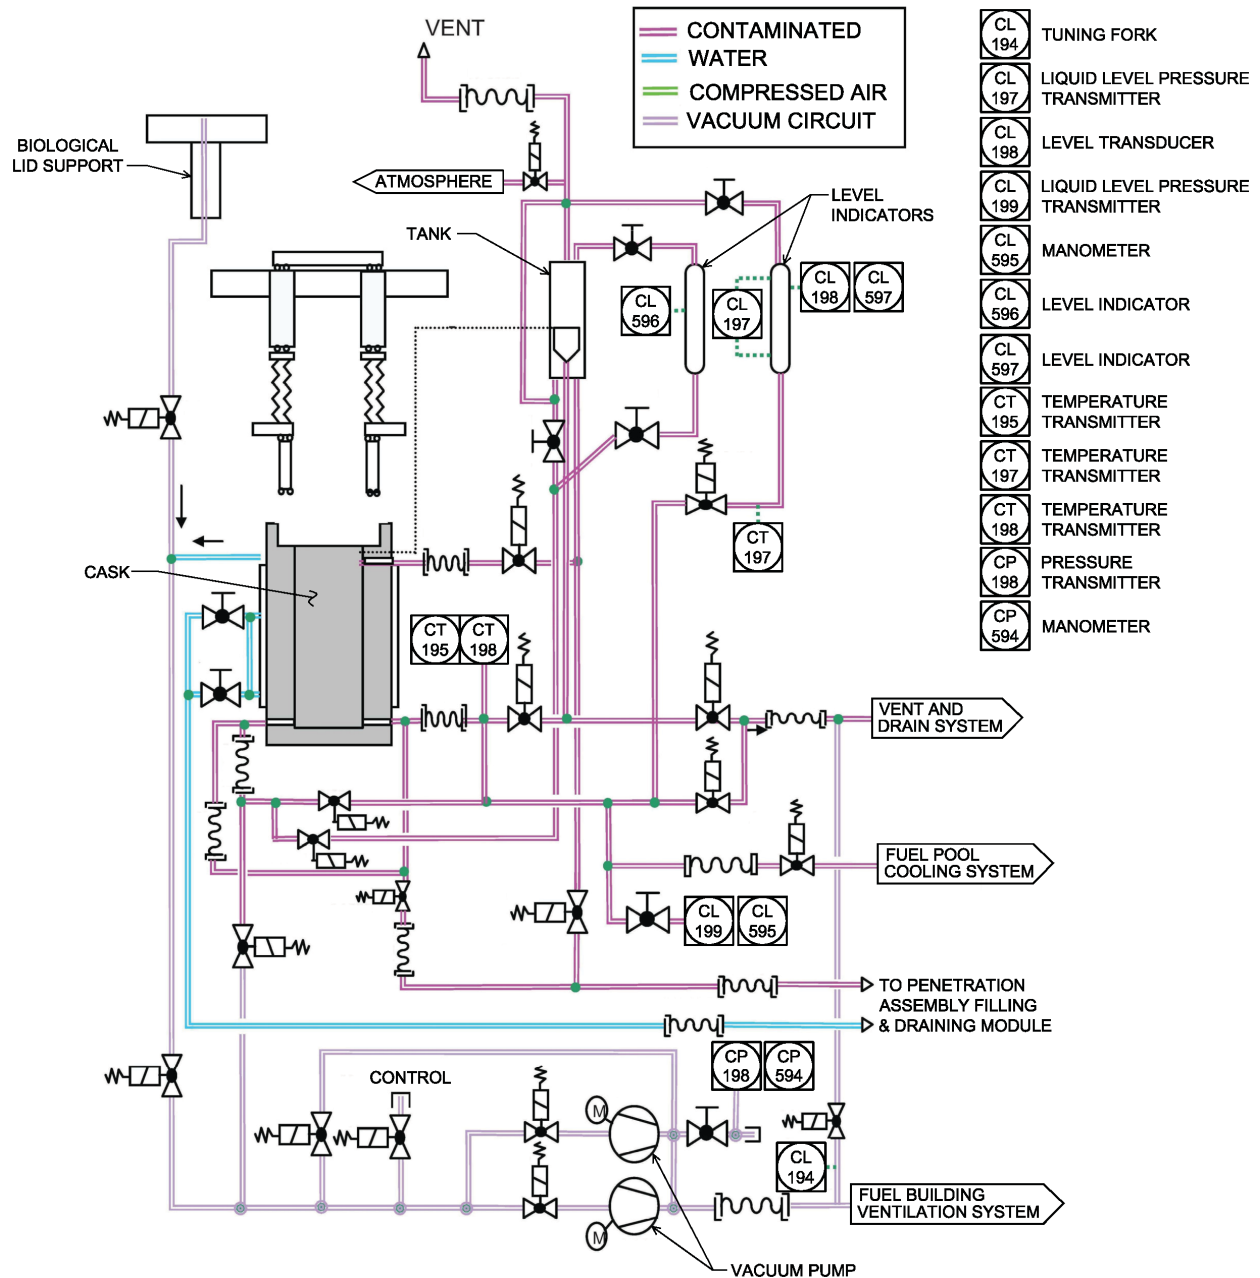 VENT
CONTAMINATED
WATER
COMPRESSED AIR
VACUUM CIRCUIT
CL
194
TUNING FORK
CL
197
LIQUID LEVEL PRESSURE
TRANSMITTER
CL
198
LEVEL TRANSDUCER
CL
199
LIQUID LEVEL PRESSURE
TRANSMITTER
CL
595
MANOMETER
CL
596
LEVEL INDICATOR
CL
597
LEVEL INDICATOR
CT
195
TEMPERATURE
TRANSMITTER
CT
197
TEMPERATURE
TRANSMITTER
CT
198
TEMPERATURE
TRANSMITTER
CP
198
PRESSURE
TRANSMITTER
CP
594
MANOMETER
BIOLOGICAL
LID SUPPORT
ATMOSPHERE
LEVEL
INDICATORS
TANK
CL
596
CL
197
CL
198
CL
597
CT
197
CASK
CT
195
CT
198
VENT AND
DRAIN SYSTEM
FUEL POOL
COOLING SYSTEM
CL
199
CL
595
TO PENETRATION
ASSEMBLY FILLING
& DRAINING MODULE
CP
198
CP
594
CONTROL
M
CL
194
FUEL BUILDING
VENTILATION SYSTEM
M
VACUUM PUMP